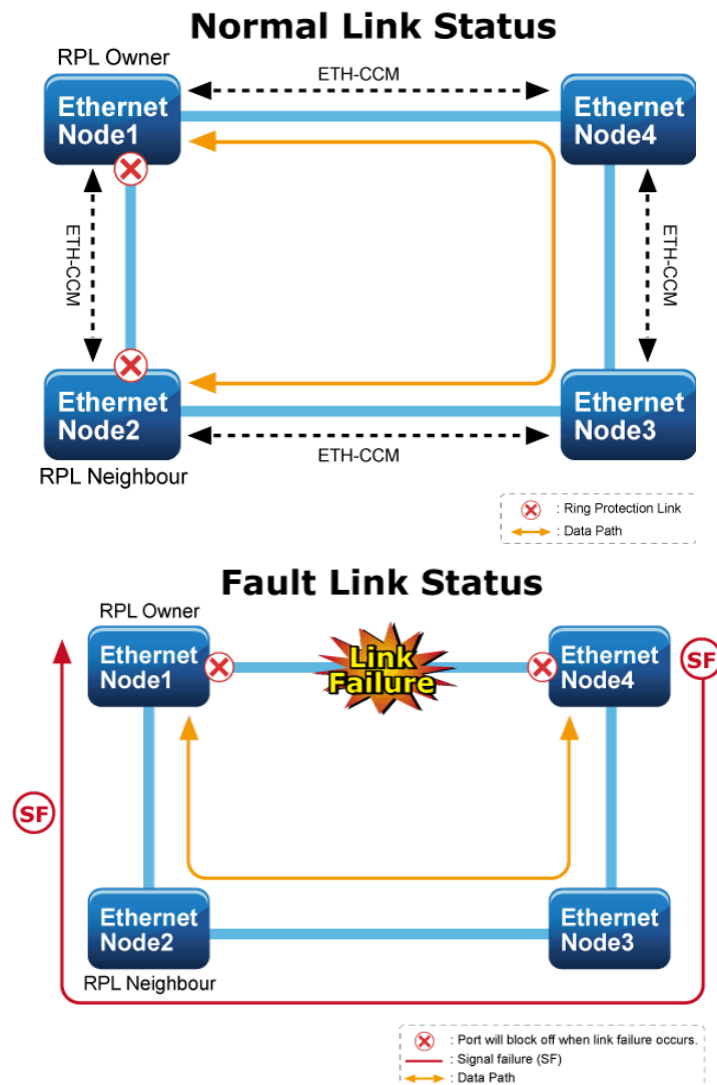 Normal Link Status
RPL Owner
ETH-CCM
Ethernet
Node1
Ethernet
Node4
ETH-CCM
ETH-CCM
Ethernet
Node2
Ethernet
Node3
ETH-CCM
RPL Neighbour
: Ring Protection Link
: Data Path
Fault Link Status
RPL Owner
Ethernet
Node1
Link
Failure
Ethernet
Node4
SF
SF
Ethernet
Node2
Ethernet
Node3
RPL Neighbour
: Port will block off when link failure occurs.
: Signal failure (SF)
: Data Path